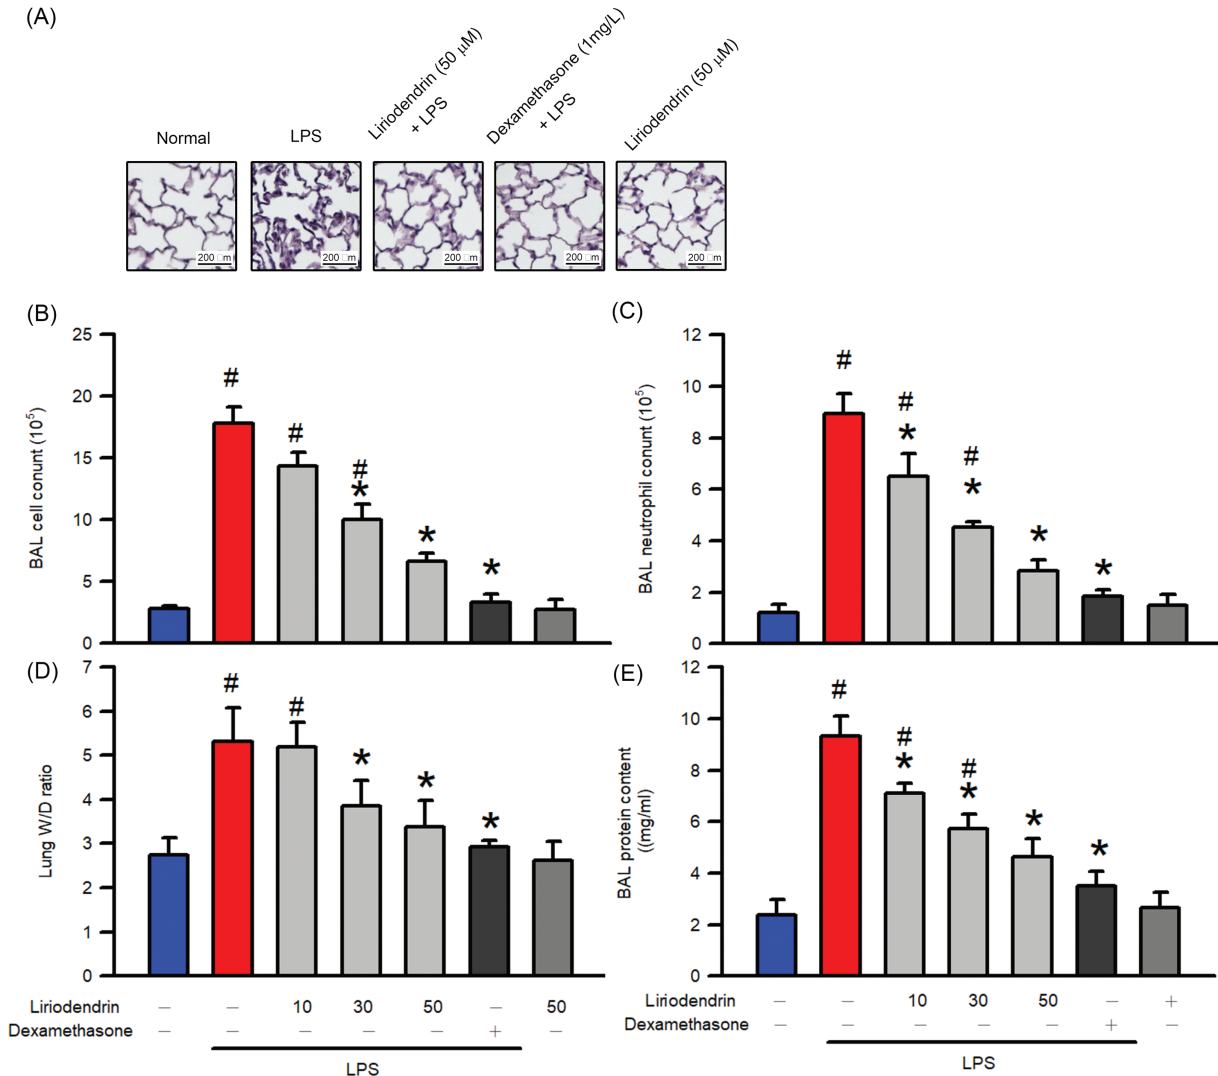 (A)
Normal
LPS
Liriodendrin (50 μM)
+ LPS
Dexamethasone (1mg/L)
+ LPS
Liriodendrin (50 μM)
200 □m
200 □m
200 □m
200 □m
200 □m
(B)
BAL cell conunt (10⁵)
25
20
15
10
5
0
#
#
#
*
*
*
(C)
BAL neutrophil conunt (10⁵)
12
10
8
6
4
2
0
#
#
*
#
*
*
*
(D)
Lung W/D ratio
7
6
5
4
3
2
1
0
#
#
*
*
*
(E)
BAL protein content
((mg/ml)
12
10
8
6
4
2
0
#
#
*
#
*
*
*
Liriodendrin − − 10 30 50 − 50
Dexamethasone − − − − − + −
LPS
Liriodendrin − − 10 30 50 − +
Dexamethasone − − − − − + −
LPS